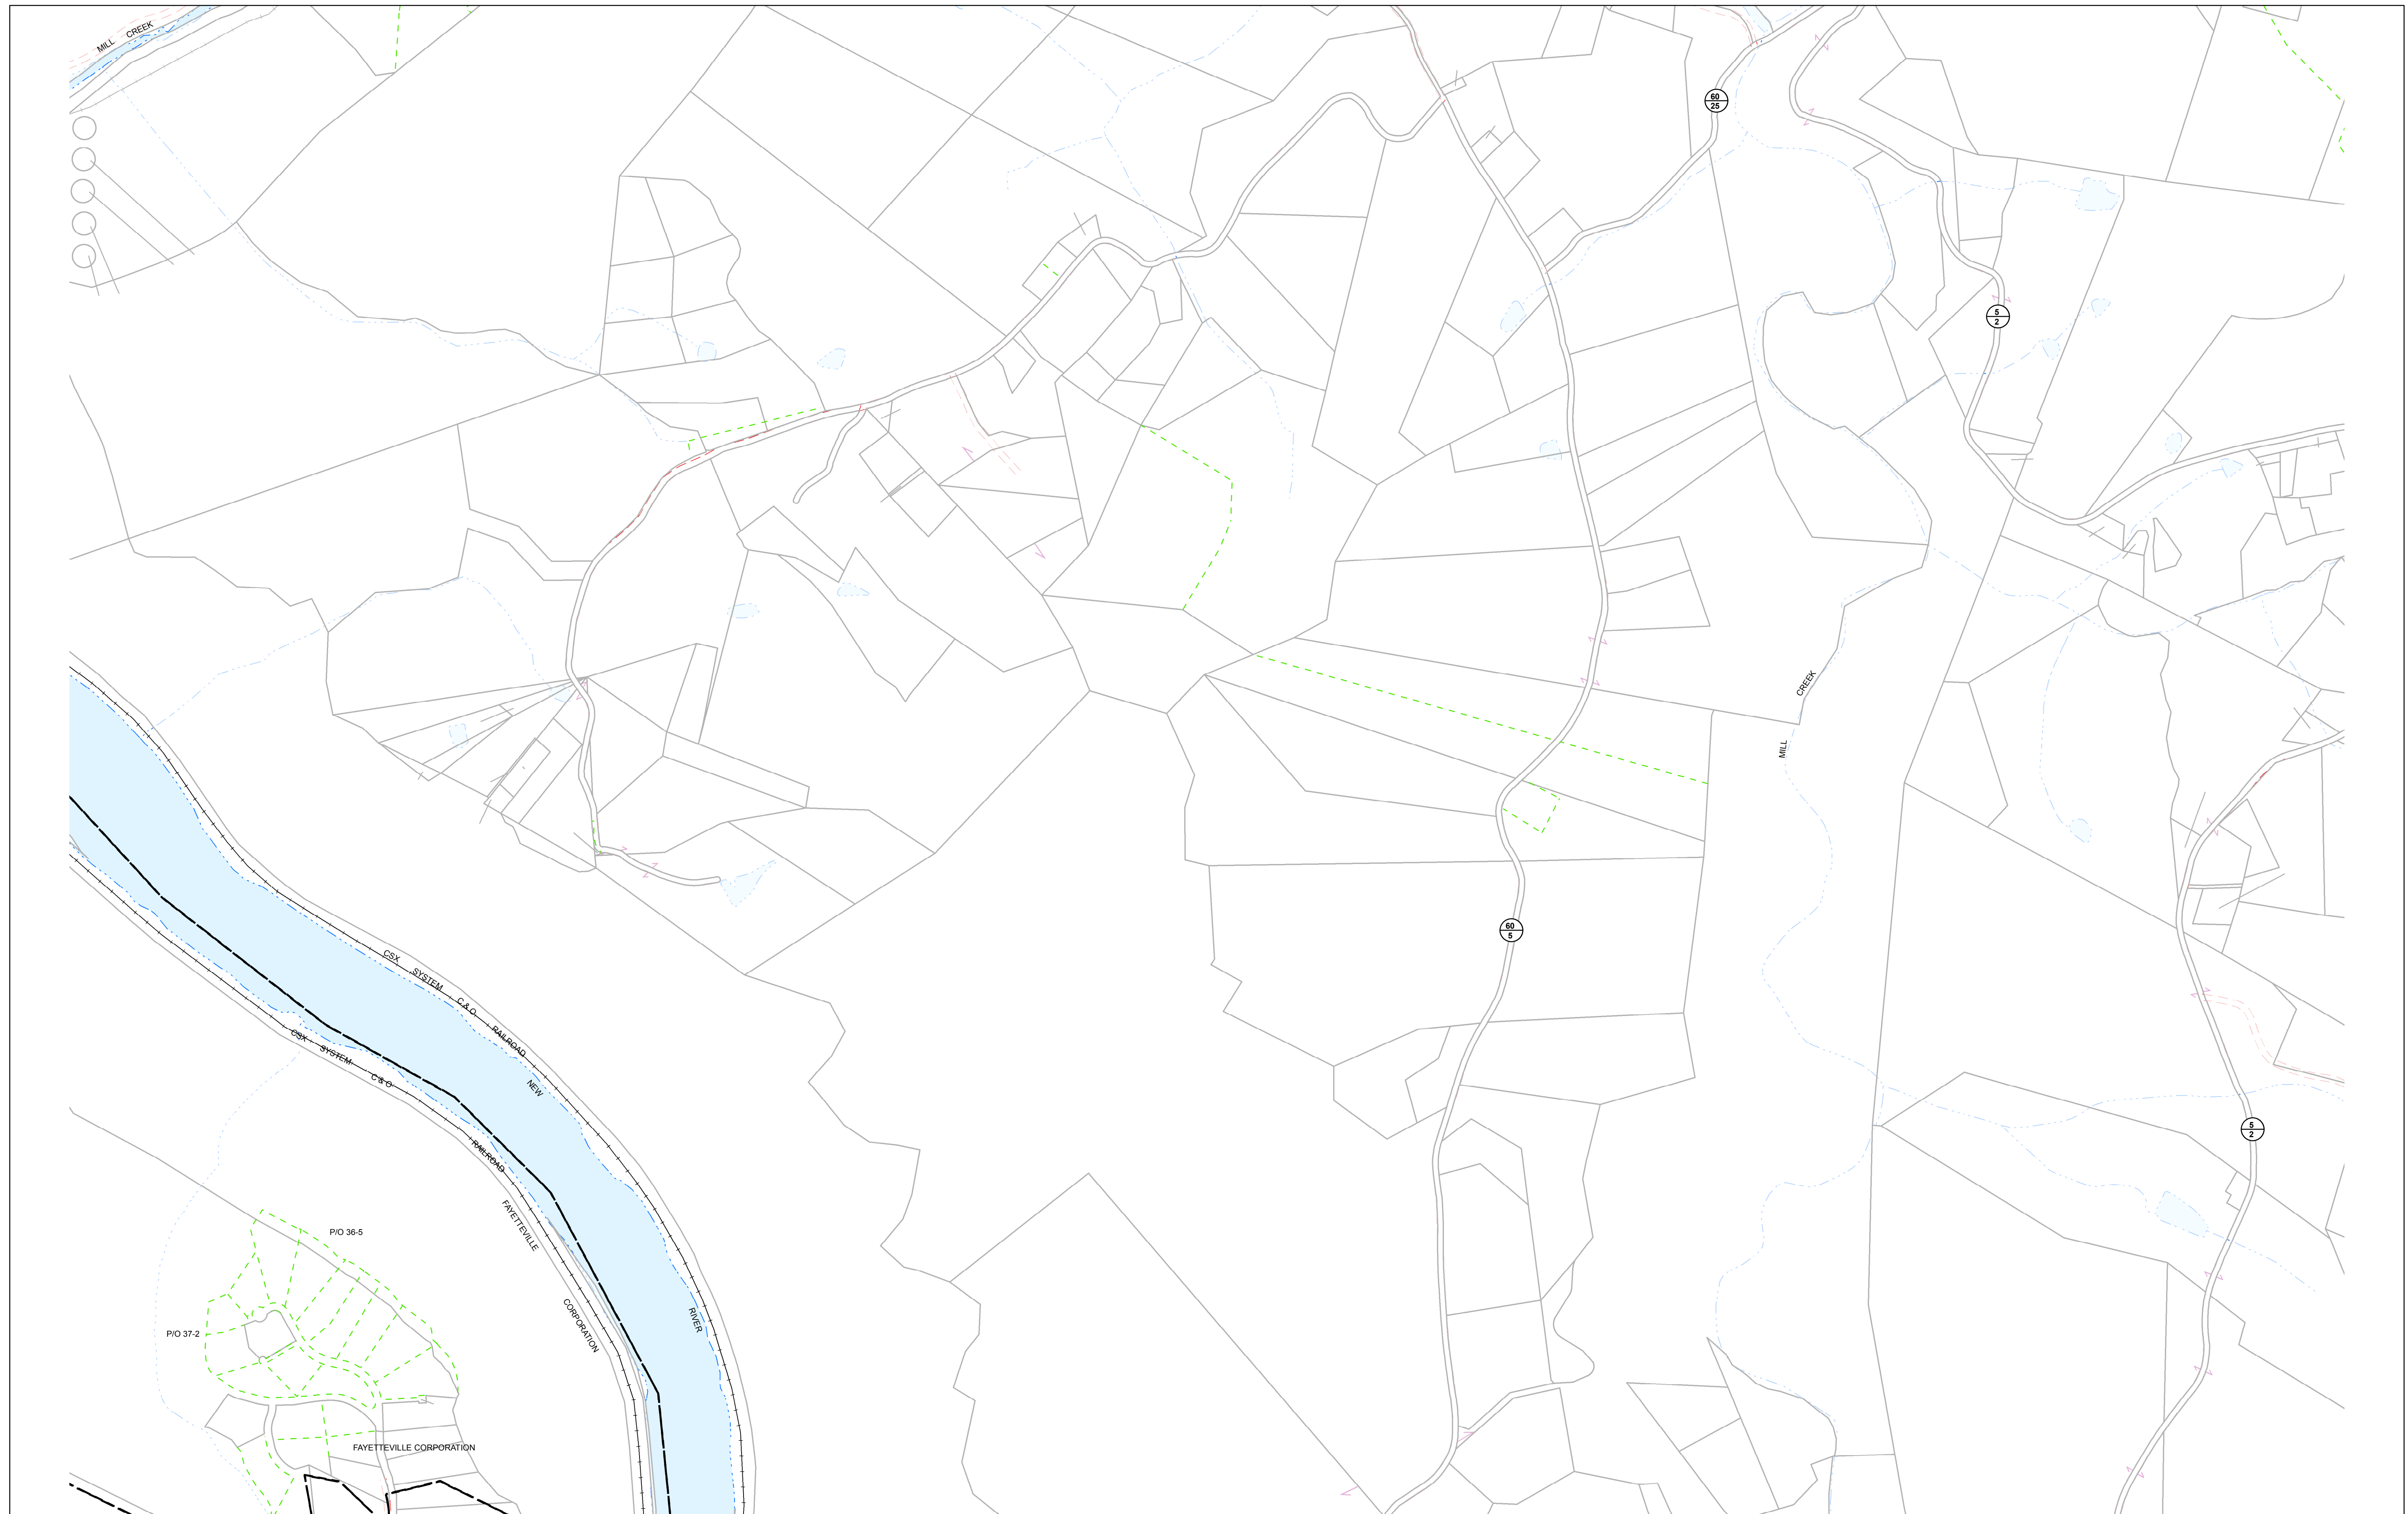 MILL CREEK
60
25
5
2
CREEK
MILL
60
5
CSX SYSTEM C & O RAILROAD
NEW
RIVER
CSX SYSTEM C & O RAILROAD
FAYETTEVILLE
CORPORATION
5
2
P/O 36-5
P/O 37-2
FAYETTEVILLE CORPORATION